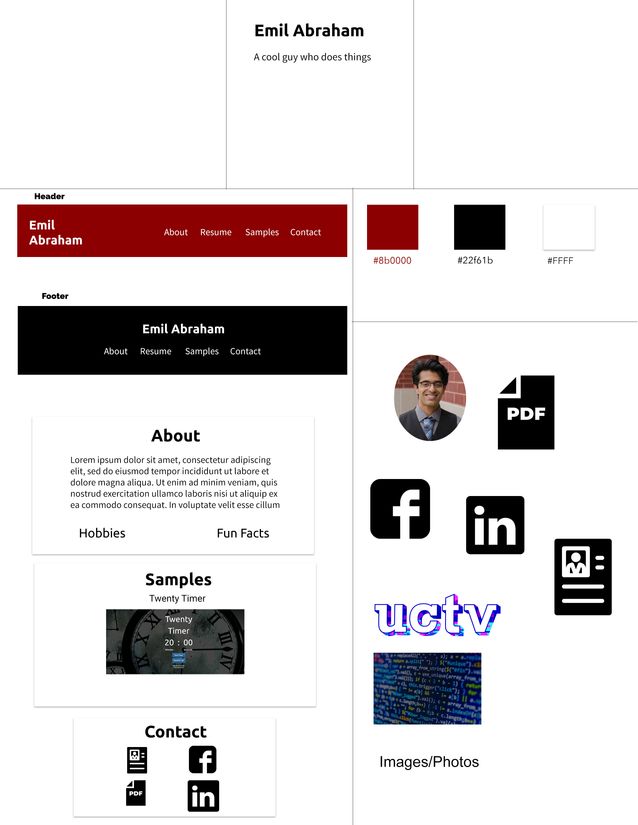 Emil Abraham
A cool guy who does things
Header
Emil
Abraham
About Resume Samples Contact
#8b0000
#22f61b
#FFFF
Footer
Emil Abraham
About Resume Samples Contact
About
Lorem ipsum dolor sit amet, consectetur adipiscing
elit, sed do eiusmod tempor incididunt ut labore et
dolore magna aliqua. Ut enim ad minim veniam, quis
nostrud exercitation ullamco laboris nisi ut aliquip ex
ea commodo consequat. In voluptate velit esse cillum
Hobbies
Fun Facts
Samples
Twenty Timer
Twenty
Timer
20 : 00
Contact
PDF
in
PDF
in
uctv
Images/Photos